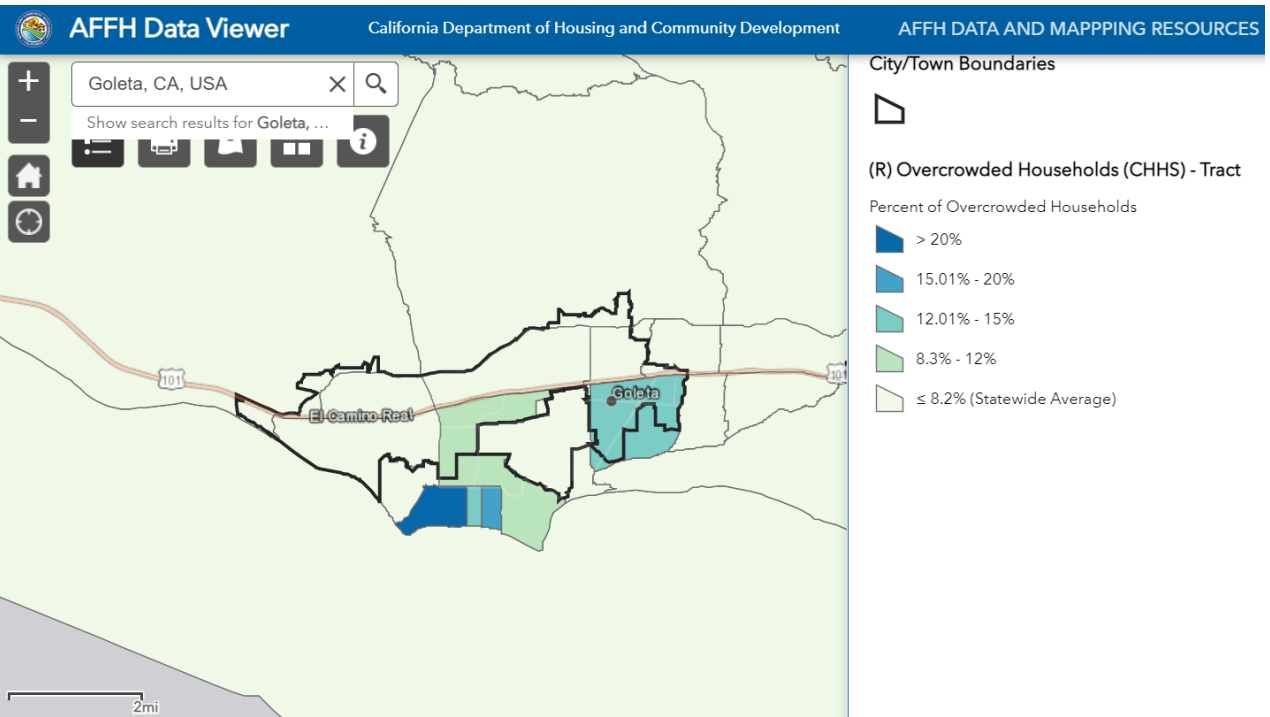 AFFH Data Viewer
California Department of Housing and Community Development
AFFH DATA AND MAPPPING RESOURCES
+
−
Goleta, CA, USA
Show search results for Goleta, ...
i
101
101
El Camino Real
Goleta
2mi
City/Town Boundaries
(R) Overcrowded Households (CHHS) - Tract
Percent of Overcrowded Households
> 20%
15.01% - 20%
12.01% - 15%
8.3% - 12%
≤ 8.2% (Statewide Average)